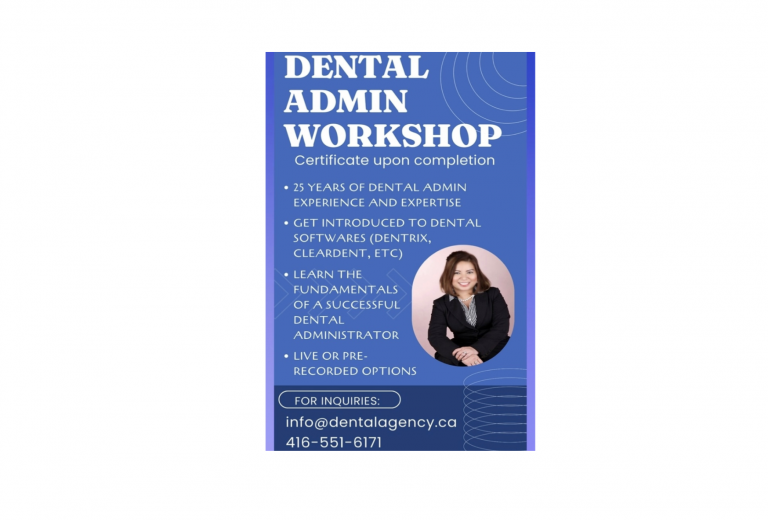 DENTAL
ADMIN
WORKSHOP
Certificate upon completion
• 25 YEARS OF DENTAL ADMIN
EXPERIENCE AND EXPERTISE
• GET INTRODUCED TO DENTAL
SOFTWARES (DENTRIX,
CLEARDENT, ETC)
• LEARN THE
FUNDAMENTALS
OF A SUCCESSFUL
DENTAL
ADMINISTRATOR
• LIVE OR PRE-
RECORDED OPTIONS
FOR INQUIRIES:
info@dentalagency.ca
416-551-6171